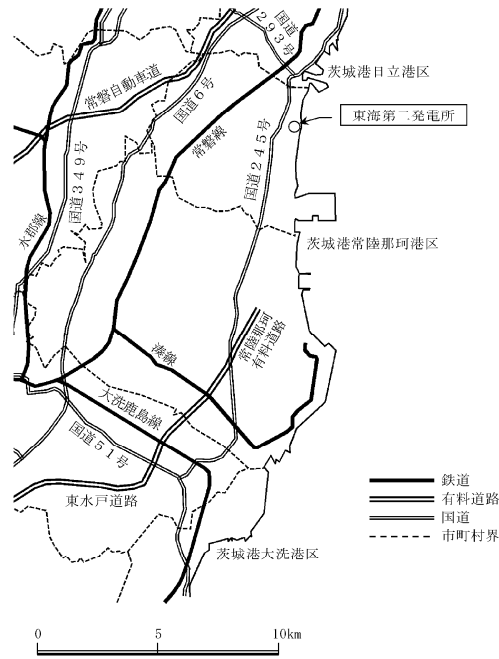 国道
293号
茨城港日立港区
常磐自動車道
国道6号
東海第二発電所
常磐線
国道349号
国道245号
水郡線
茨城港常陸那珂港区
常陸那珂
有料道路
湊線
大洗鹿島線
国道51号
東水戸道路
茨城港大洗港区
鉄道
有料道路
国道
市町村界
0 5 10km